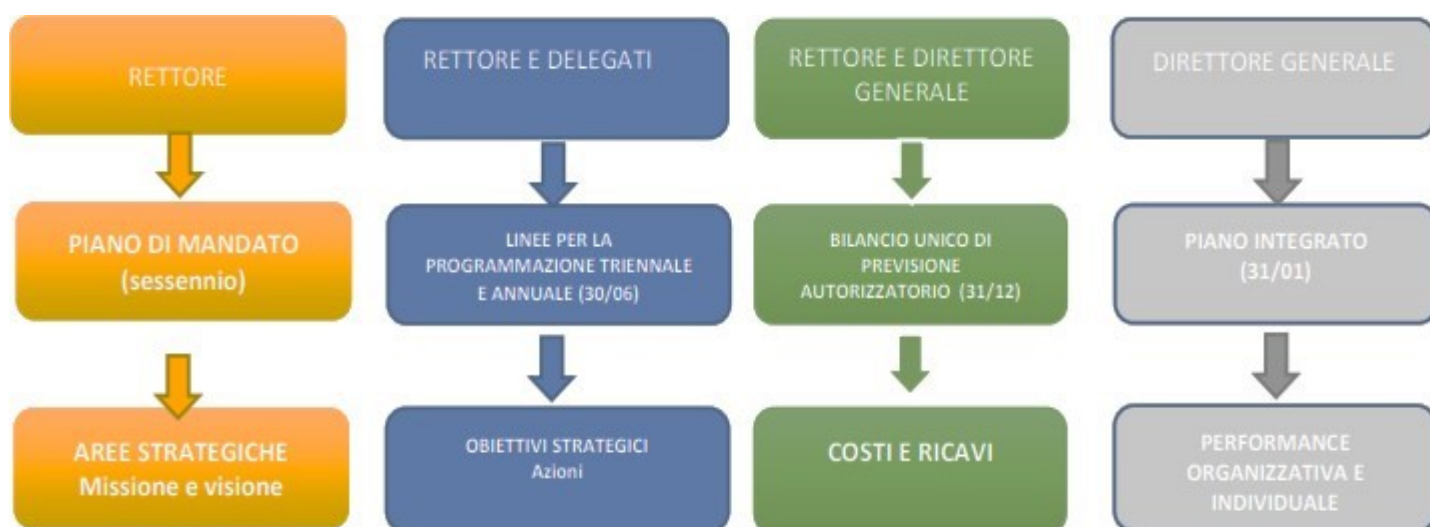 RETTORE
RETTORE E DELEGATI
RETTORE E DIRETTORE
GENERALE
DIRETTORE GENERALE
PIANO DI MANDATO
(sessennio)
LINEE PER LA
PROGRAMMAZIONE TRIENNALE
E ANNUALE (30/06)
BILANCIO UNICO DI
PREVISIONE
AUTORIZZATORIO (31/12)
PIANO INTEGRATO
(31/01)
AREE STRATEGICHE
Missione e visione
OBIETTIVI STRATEGICI
Azioni
COSTI E RICAVI
PERFORMANCE
ORGANIZZATIVA E
INDIVIDUALE